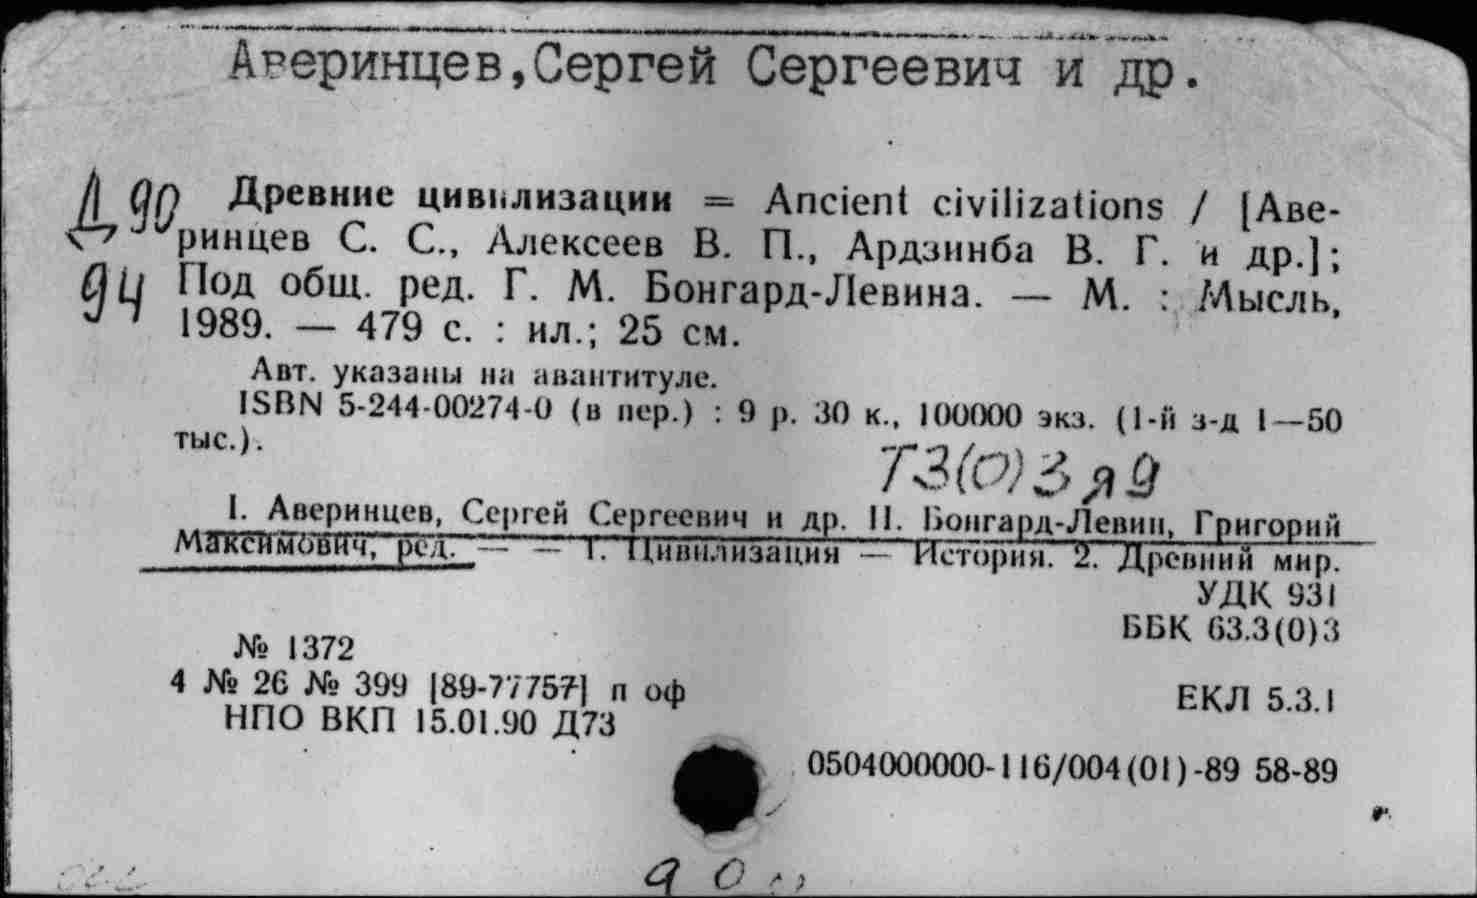 Аверинцев,Сергей Сергеевич и др.
Д90 Древние цивилизации = Ancient civilizations / [Аве-
ринцев С. С., Алексеев В. П., Ардзинба В. Г. и др.];
94 Под общ. ред. Г. М. Бонгард-Левина. — М. : Мысль,
1989. — 479 с. : ил.; 25 см.
Авт. указаны на авантитуле.
ISBN 5-244-00274-0 (в пер.) : 9 р. 30 к., 100000 экз. (1-й з-д 1—50
тыс.).
Т3(0)3я9
I. Аверинцев, Сергей Сергеевич и др. II. Бонгард-Левин, Григорий
Максимович, ред. — — 1. Цивилизация — История. 2. Древний мир.
УДК 931
ББК 63.3(0)3
№ 1372
4 № 26 № 399 [89-77757] п оф
ЕКЛ 5.3.1
НПО ВКП 15.01.90 Д73
0504000000-116/004(01)-89 58-89
90